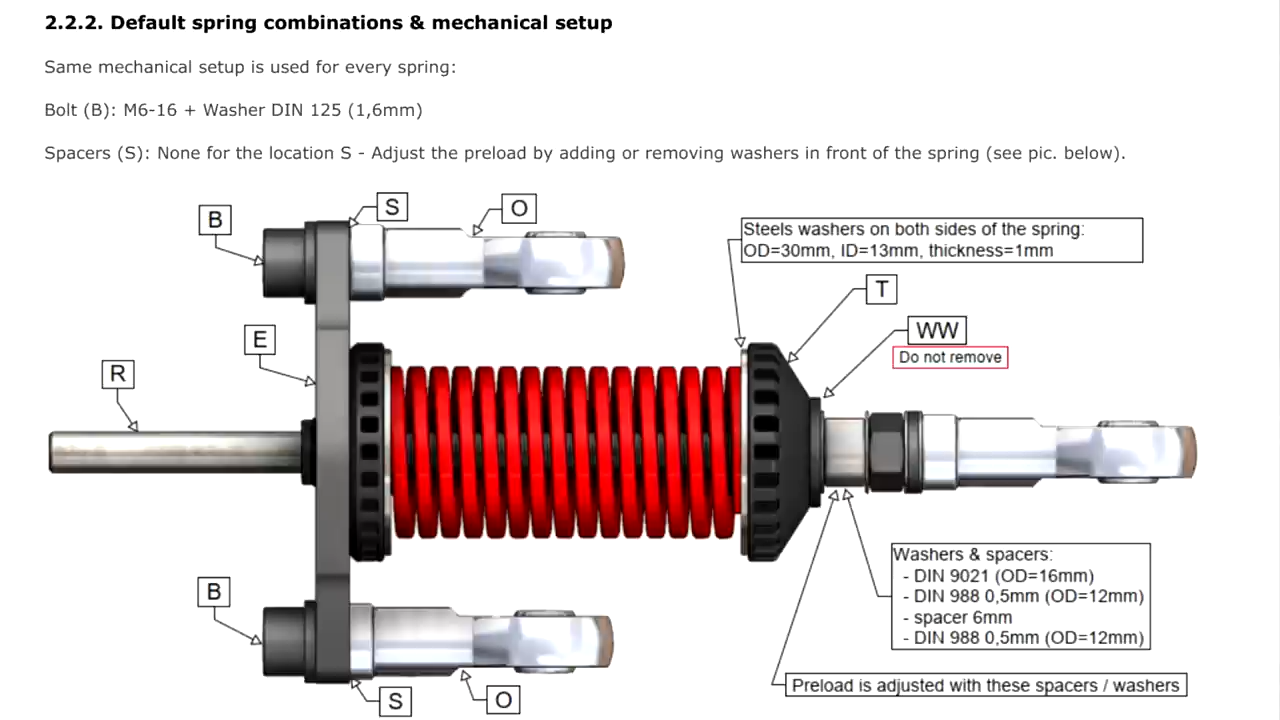 2.2.2. Default spring combinations & mechanical setup
Same mechanical setup is used for every spring:
Bolt (B): M6-16 + Washer DIN 125 (1,6mm)
Spacers (S): None for the location S - Adjust the preload by adding or removing washers in front of the spring (see pic. below).
S
O
B
Steels washers on both sides of the spring:
OD=30mm, ID=13mm, thickness=1mm
T
WW
E
Do not remove
R
Washers & spacers:
- DIN 9021 (OD=16mm)
- DIN 988 0,5mm (OD=12mm)
B
- spacer 6mm
- DIN 988 0,5mm (OD=12mm)
Preload is adjusted with these spacers / washers
S
O